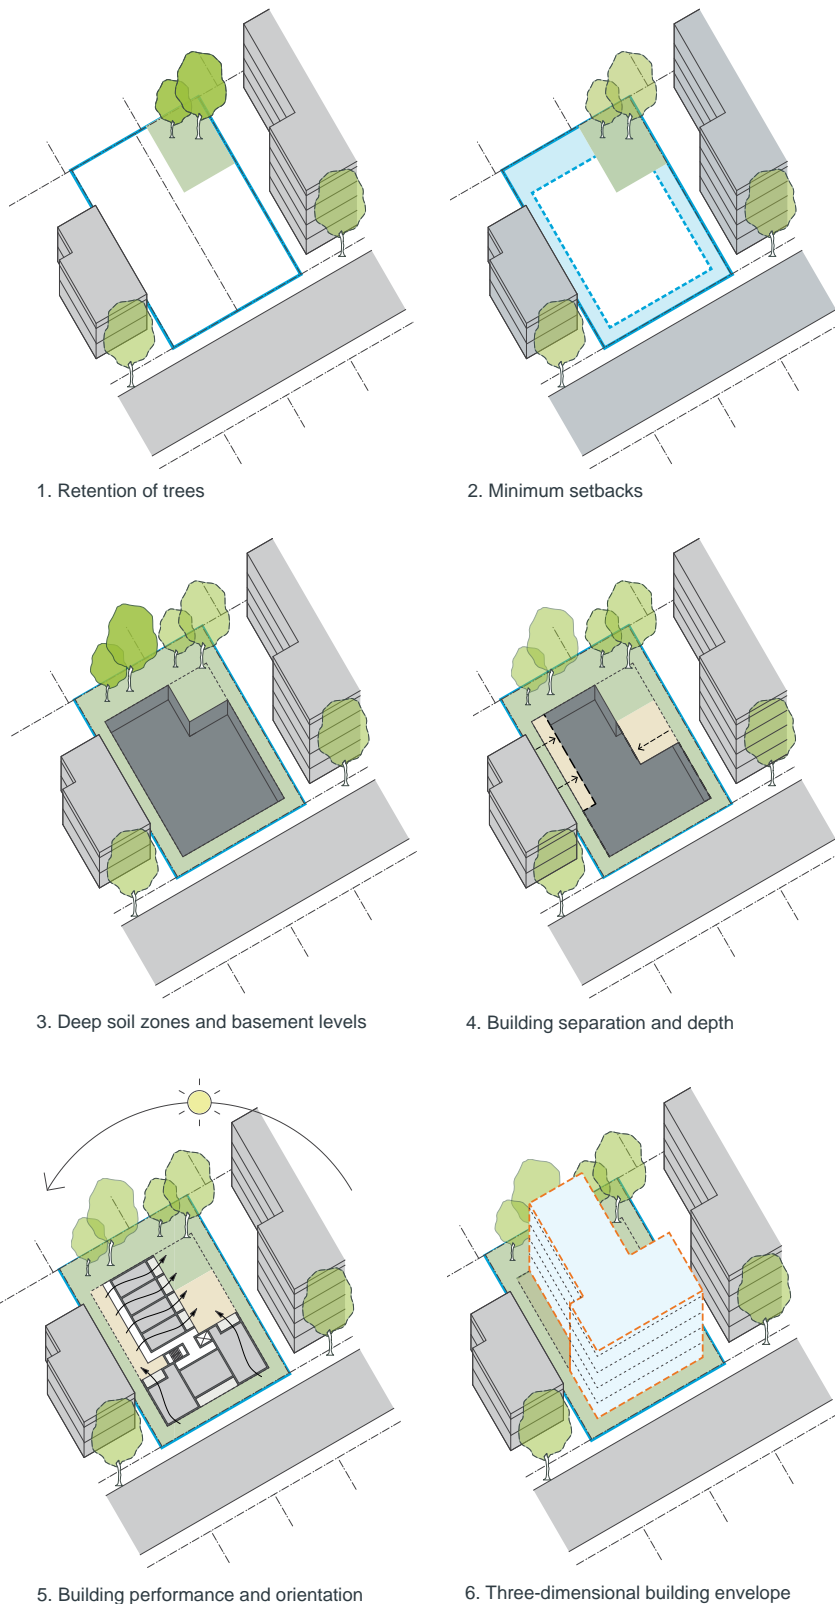 1. Retention of trees
2. Minimum setbacks
3. Deep soil zones and basement levels
4. Building separation and depth
5. Building performance and orientation
6. Three-dimensional building envelope